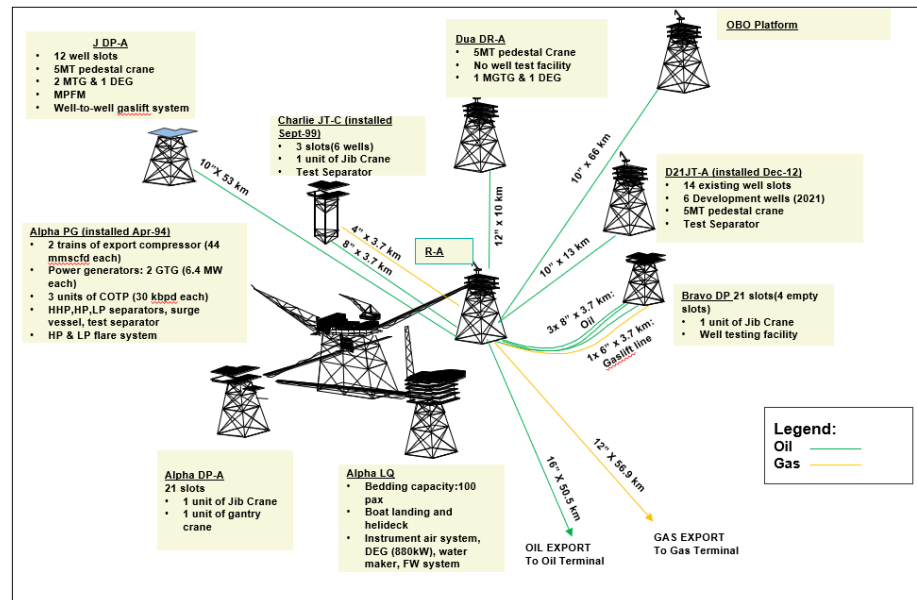 J DP-A
• 12 well slots
• 5MT pedestal crane
• 2 MTG & 1 DEG
• MPFM
• Well-to-well gaslift system
Dua DR-A
• 5MT pedestal Crane
• No well test facility
• 1 MGTG & 1 DEG
OBO Platform
Charlie JT-C (installed
Sept-99)
• 3 slots(6 wells)
• 1 unit of Jib Crane
• Test Separator
D21JT-A (installed Dec-12)
• 14 existing well slots
• 6 Development wells (2021)
• 5MT pedestal crane
• Test Separator
10"X 53 km
4" x 3.7 km
8" x 3.7 km
12" X 10 km
10" X 66 km
10" X 13 km
R-A
Alpha PG (installed Apr-94)
• 2 trains of export compressor (44
mmscfd each)
• Power generators: 2 GTG (6.4 MW
each)
• 3 units of COTP (30 kbpd each)
• HHP,HP,LP separators, surge
vessel, test separator
• HP & LP flare system
3x 8" x 3.7 km:
Oil
1x 6" x 3.7 km:
Gaslift line
Bravo DP 21 slots(4 empty
slots)
• 1 unit of Jib Crane
• Well testing facility
Legend:
Oil
Gas
Alpha DP-A
21 slots
• 1 unit of Jib Crane
• 1 unit of gantry
crane
Alpha LQ
• Bedding capacity:100
pax
• Boat landing and
helideck
• Instrument air system,
DEG (880kW), water
maker, FW system
16" X 50.5 km
12" X 56.9 km
OIL EXPORT
To Oil Terminal
GAS EXPORT
To Gas Terminal